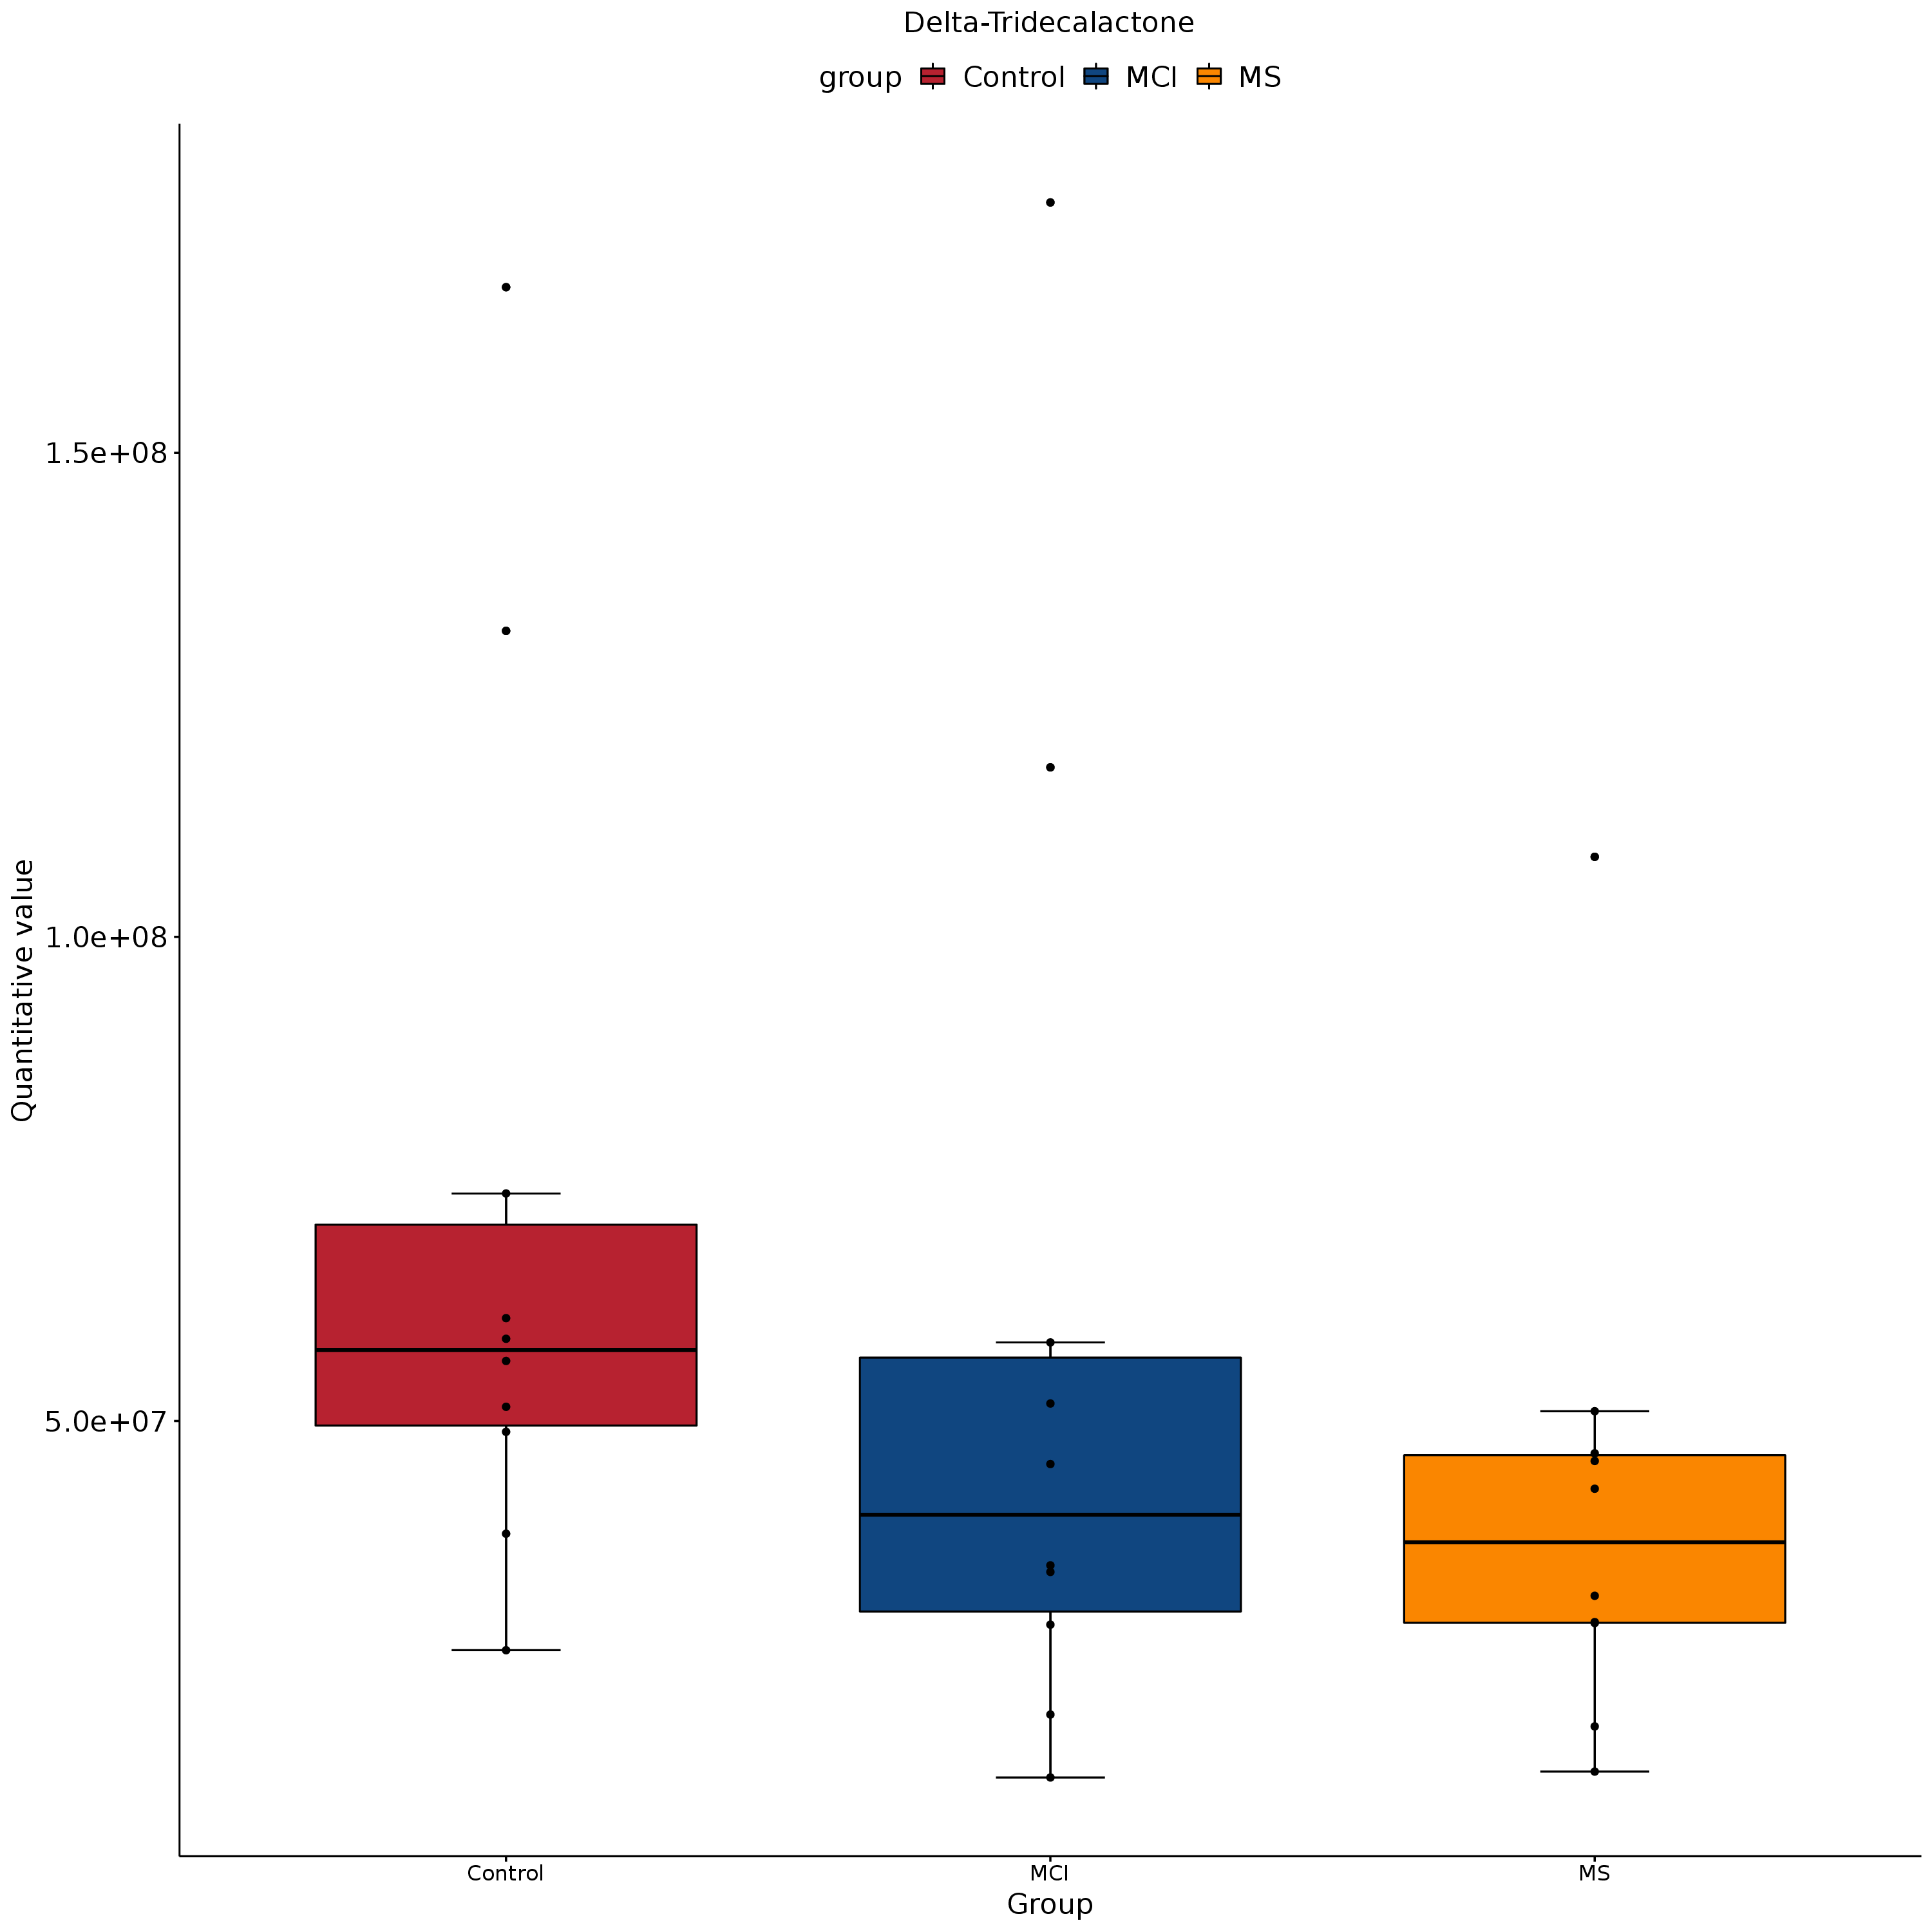 Delta-Tridecalactone
group Control MCI MS
Quantitative value
1.5e+08
1.0e+08
5.0e+07
Control MCI MS
Group